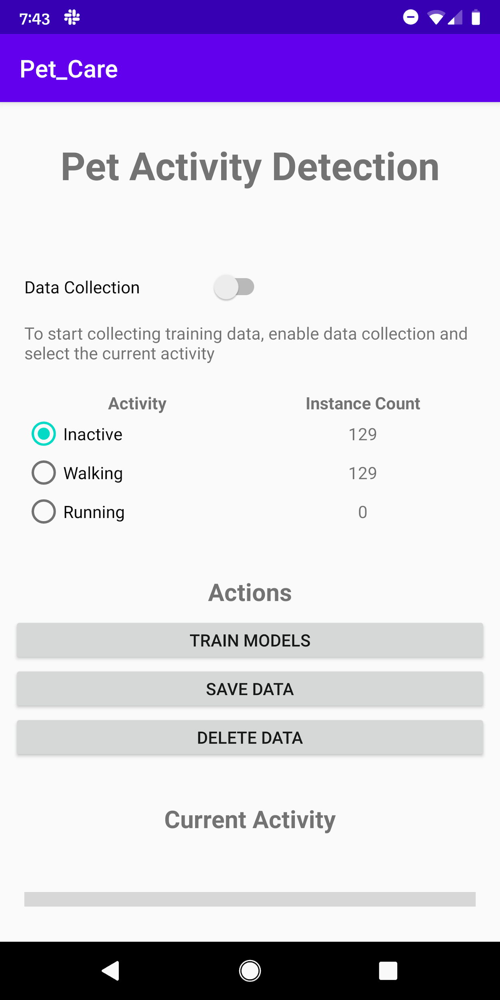 7:43
Pet_Care
Pet Activity Detection
Data Collection
To start collecting training data, enable data collection and
select the current activity
Activity Instance Count
Inactive 129
Walking 129
Running 0
Actions
TRAIN MODELS
SAVE DATA
DELETE DATA
Current Activity